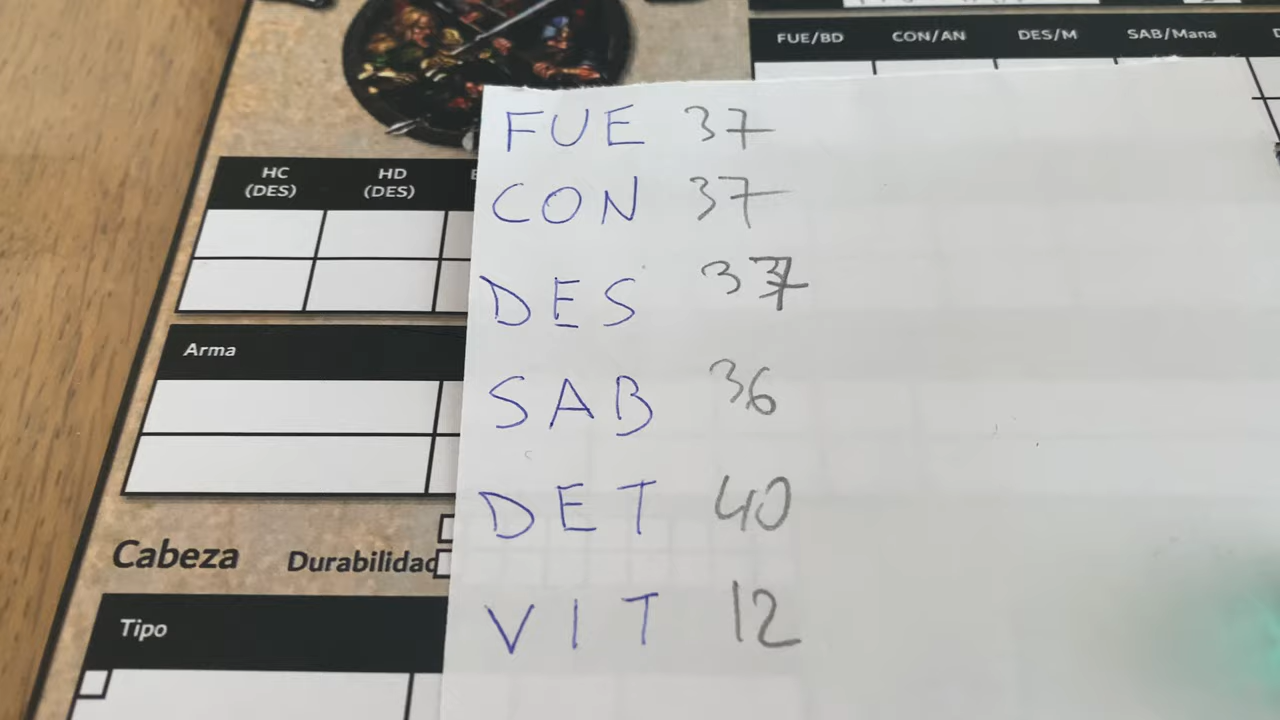 FUE/BD CON/AN DES/M SAB/Mana
HC (DES)
HD (DES)
FUE 37
CON 37
DES 37
SAB 36
DET 40
VIT 12
Arma
Cabeza Durabilidad
Tipo